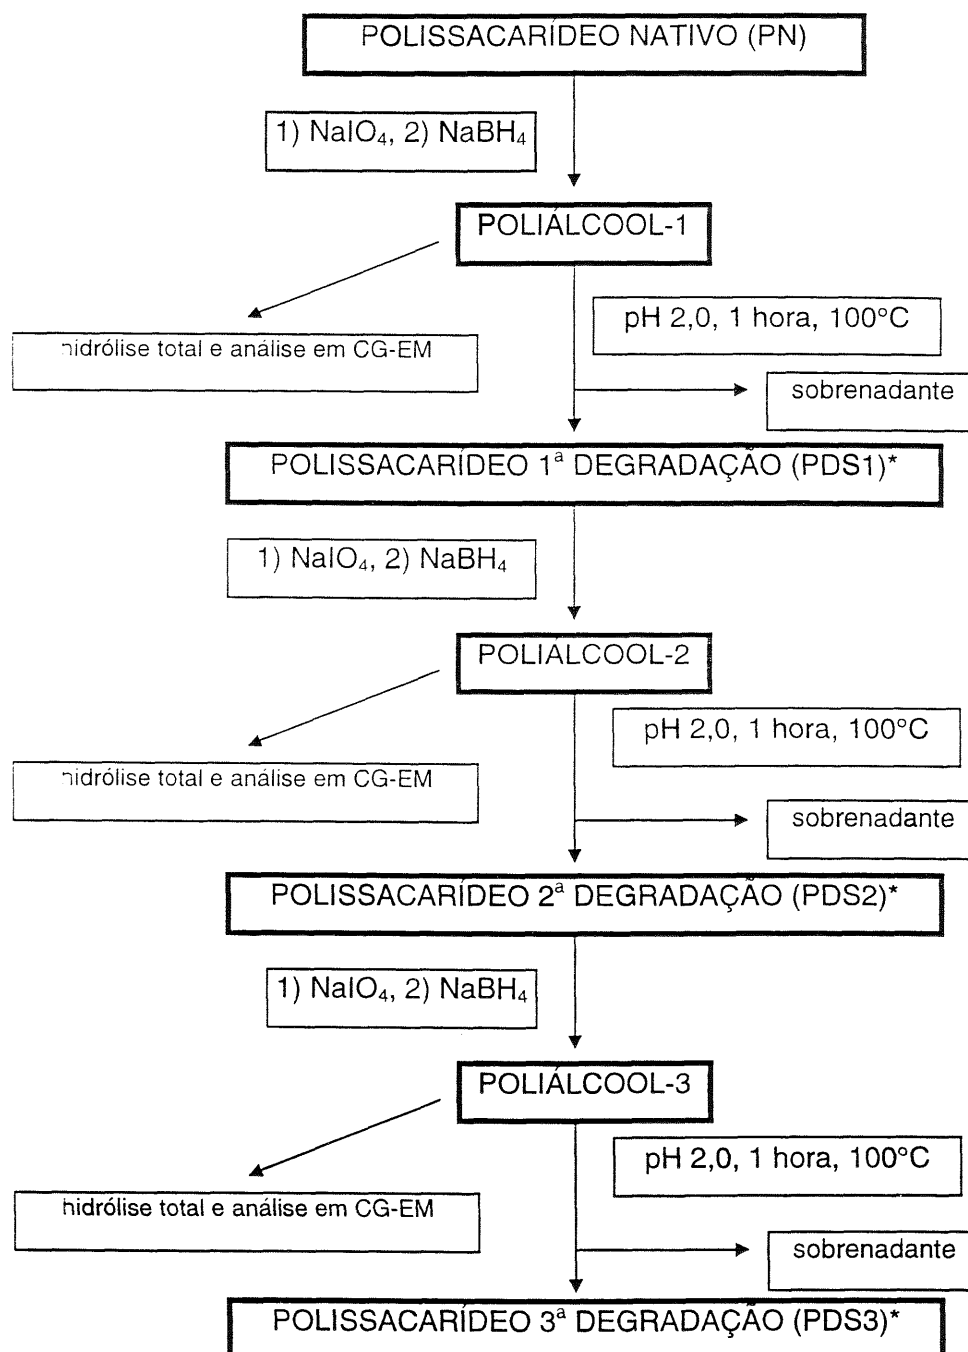 POLISSACARÍDEO NATIVO (PN)
1) NaIO₄, 2) NaBH₄
POLIÁLCOOL-1
pH 2,0, 1 hora, 100°C
hidrólise total e análise em CG-EM
sobrenadante
POLISSACARÍDEO 1ª DEGRADAÇÃO (PDS1)*
1) NaIO₄, 2) NaBH₄
POLIÁLCOOL-2
pH 2,0, 1 hora, 100°C
hidrólise total e análise em CG-EM
sobrenadante
POLISSACARÍDEO 2ª DEGRADAÇÃO (PDS2)*
1) NaIO₄, 2) NaBH₄
POLIÁLCOOL-3
pH 2,0, 1 hora, 100°C
hidrólise total e análise em CG-EM
sobrenadante
POLISSACARÍDEO 3ª DEGRADAÇÃO (PDS3)*